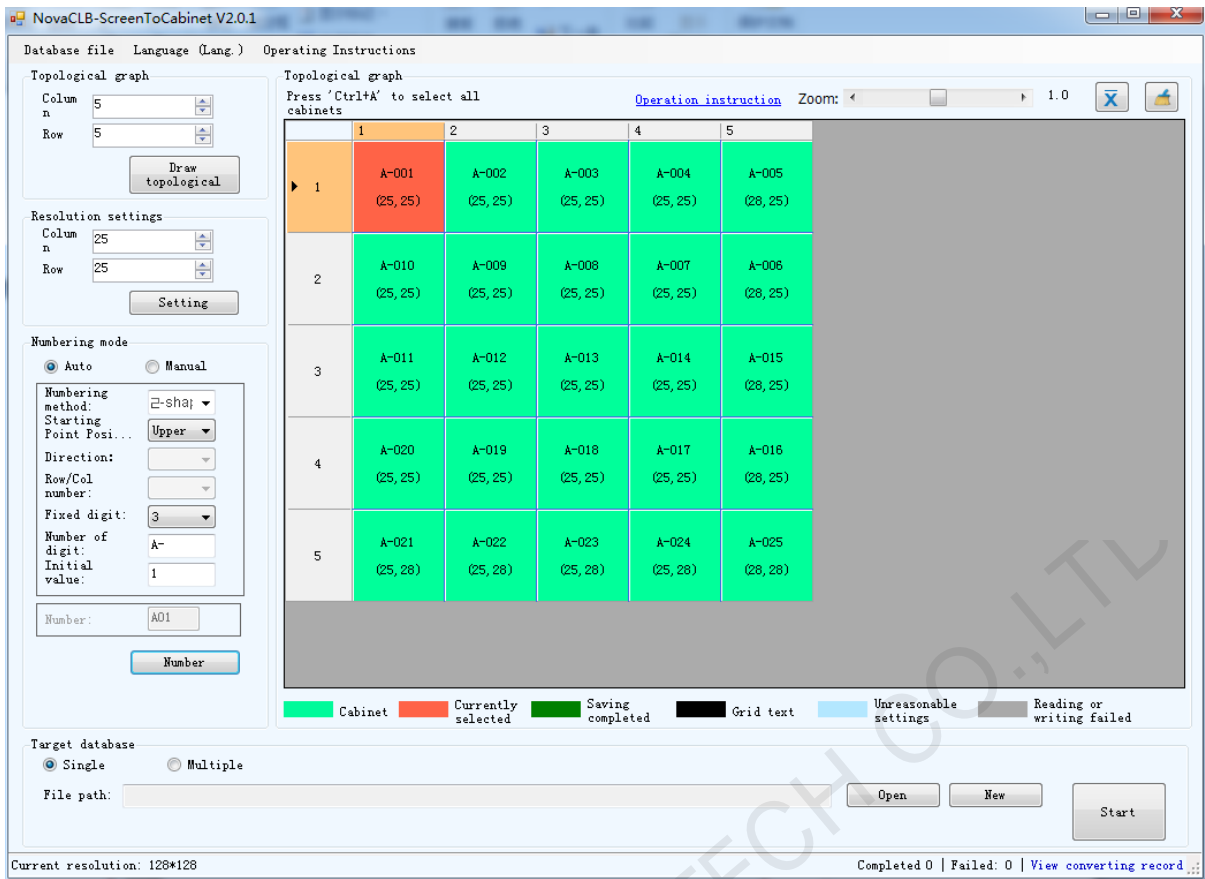 NovaCLB-ScreenToCabinet V2.0.1
Database file Language (Lang.) Operating Instructions
Topological graph
Colum
n
5
Row
5
Draw
topological
Resolution settings
Colum
n
25
Row
25
Setting
Numbering mode
Auto Manual
Numbering
method:
Starting
Point Posi...
Upper
Direction:
Row/Col
number:
Fixed digit:
3
Number of
digit:
A-
Initial
value:
1
Number:
A01
Number
Topological graph
Press 'Ctrl+A' to select all
cabinets
Operation instruction Zoom: 1.0
1 2 3 4 5
A-001 A-002 A-003 A-004 A-005
1
(25, 25) (25, 25) (25, 25) (25, 25) (28, 25)
A-010 A-009 A-008 A-007 A-006
2
(25, 25) (25, 25) (25, 25) (25, 25) (28, 25)
A-011 A-012 A-013 A-014 A-015
3
(25, 25) (25, 25) (25, 25) (25, 25) (28, 25)
A-020 A-019 A-018 A-017 A-016
4
(25, 25) (25, 25) (25, 25) (25, 25) (28, 25)
A-021 A-022 A-023 A-024 A-025
5
(25, 28) (25, 28) (25, 28) (25, 28) (28, 28)
Cabinet
Currently
selected
Saving
completed
Grid text
Unreasonable
settings
Reading or
writing failed
Target database
Single Multiple
File path:
Open New
Start
Current resolution: 128*128
Completed 0 | Failed: 0 | View converting record
TECH CO.,LTD